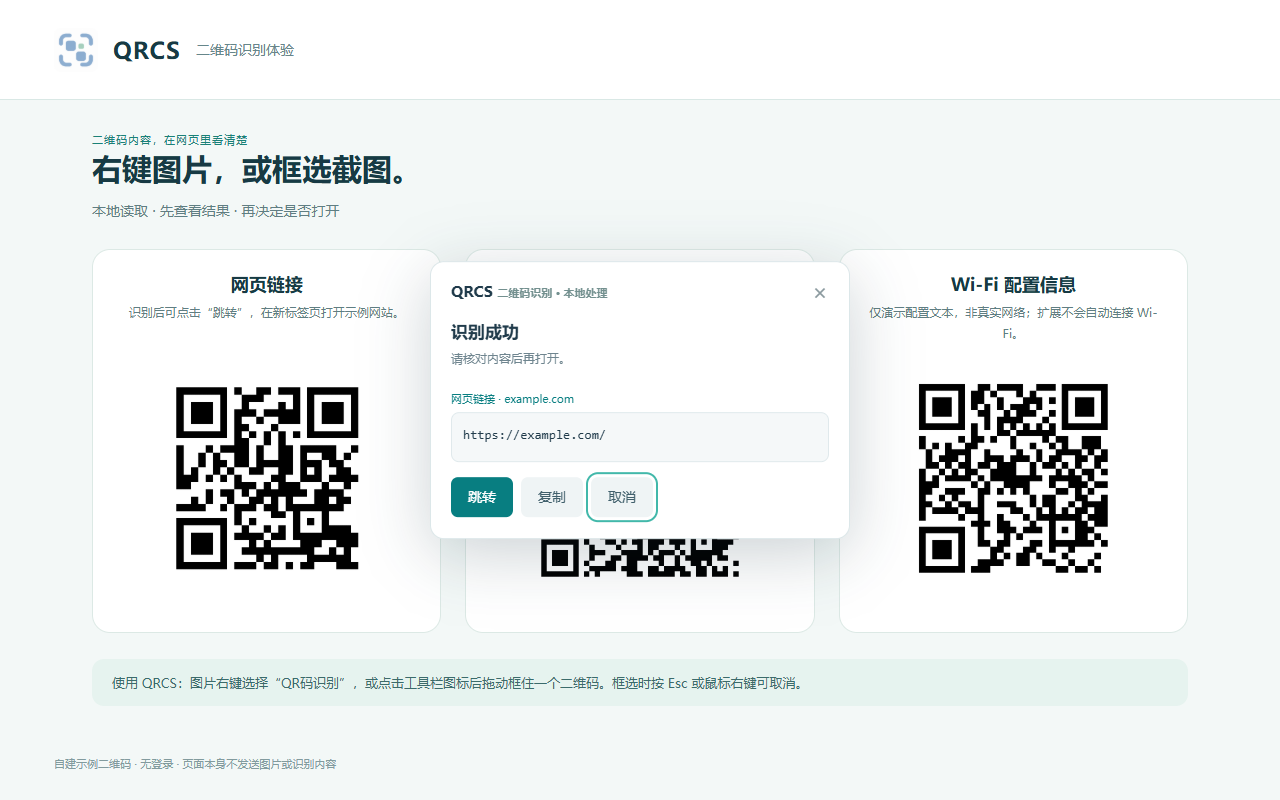 QRCS 二维码识别体验
二维码内容，在网页里看清楚
右键图片，或框选截图。
本地读取 · 先查看结果 · 再决定是否打开
网页链接
识别后可点击“跳转”，在新标签页打开示例网站。
QRCS 二维码识别 • 本地处理
×
识别成功
请核对内容后再打开。
网页链接 · example.com
https://example.com/
跳转 复制 取消
Wi-Fi 配置信息
仅演示配置文本，非真实网络；扩展不会自动连接 Wi-
Fi。
使用 QRCS：图片右键选择“QR码识别”，或点击工具栏图标后拖动框住一个二维码。框选时按 Esc 或鼠标右键可取消。
自建示例二维码 · 无登录 · 页面本身不发送图片或识别内容